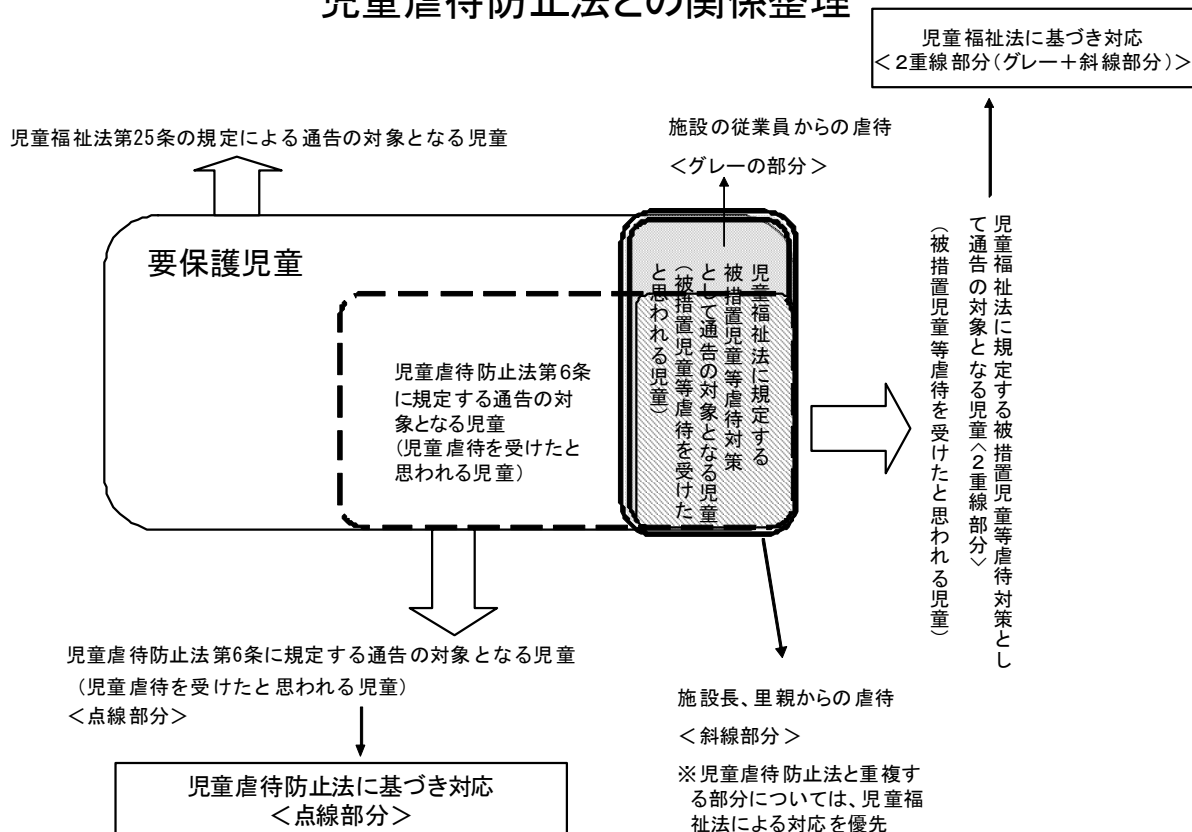 児童虐待防止法との関係整理
児童福祉法に基づき対応
＜２重線部分（グレー＋斜線部分）＞
児童福祉法第25条の規定による通告の対象となる児童
施設の従業員からの虐待
＜グレーの部分＞
要保護児童
児童虐待防止法第6条
に規定する通告の対
象となる児童
（児童虐待を受けたと
思われる児童）
児童福祉法に規定する
被措置児童等虐待対策
として通告の対象となる児童
（被措置児童等虐待を受けた
と思われる児童）
児童福祉法に規定する被措置児童等虐待対策とし
て通告の対象となる児童＜２重線部分＞
（被措置児童等虐待を受けたと思われる児童）
児童虐待防止法第6条に規定する通告の対象となる児童
（児童虐待を受けたと思われる児童）
＜点線部分＞
児童虐待防止法に基づき対応
＜点線部分＞
施設長、里親からの虐待
＜斜線部分＞
※児童虐待防止法と重複す
る部分については、児童福
祉法による対応を優先